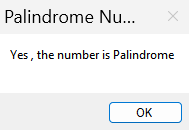 Palindrome Nu...
Yes , the number is Palindrome
OK